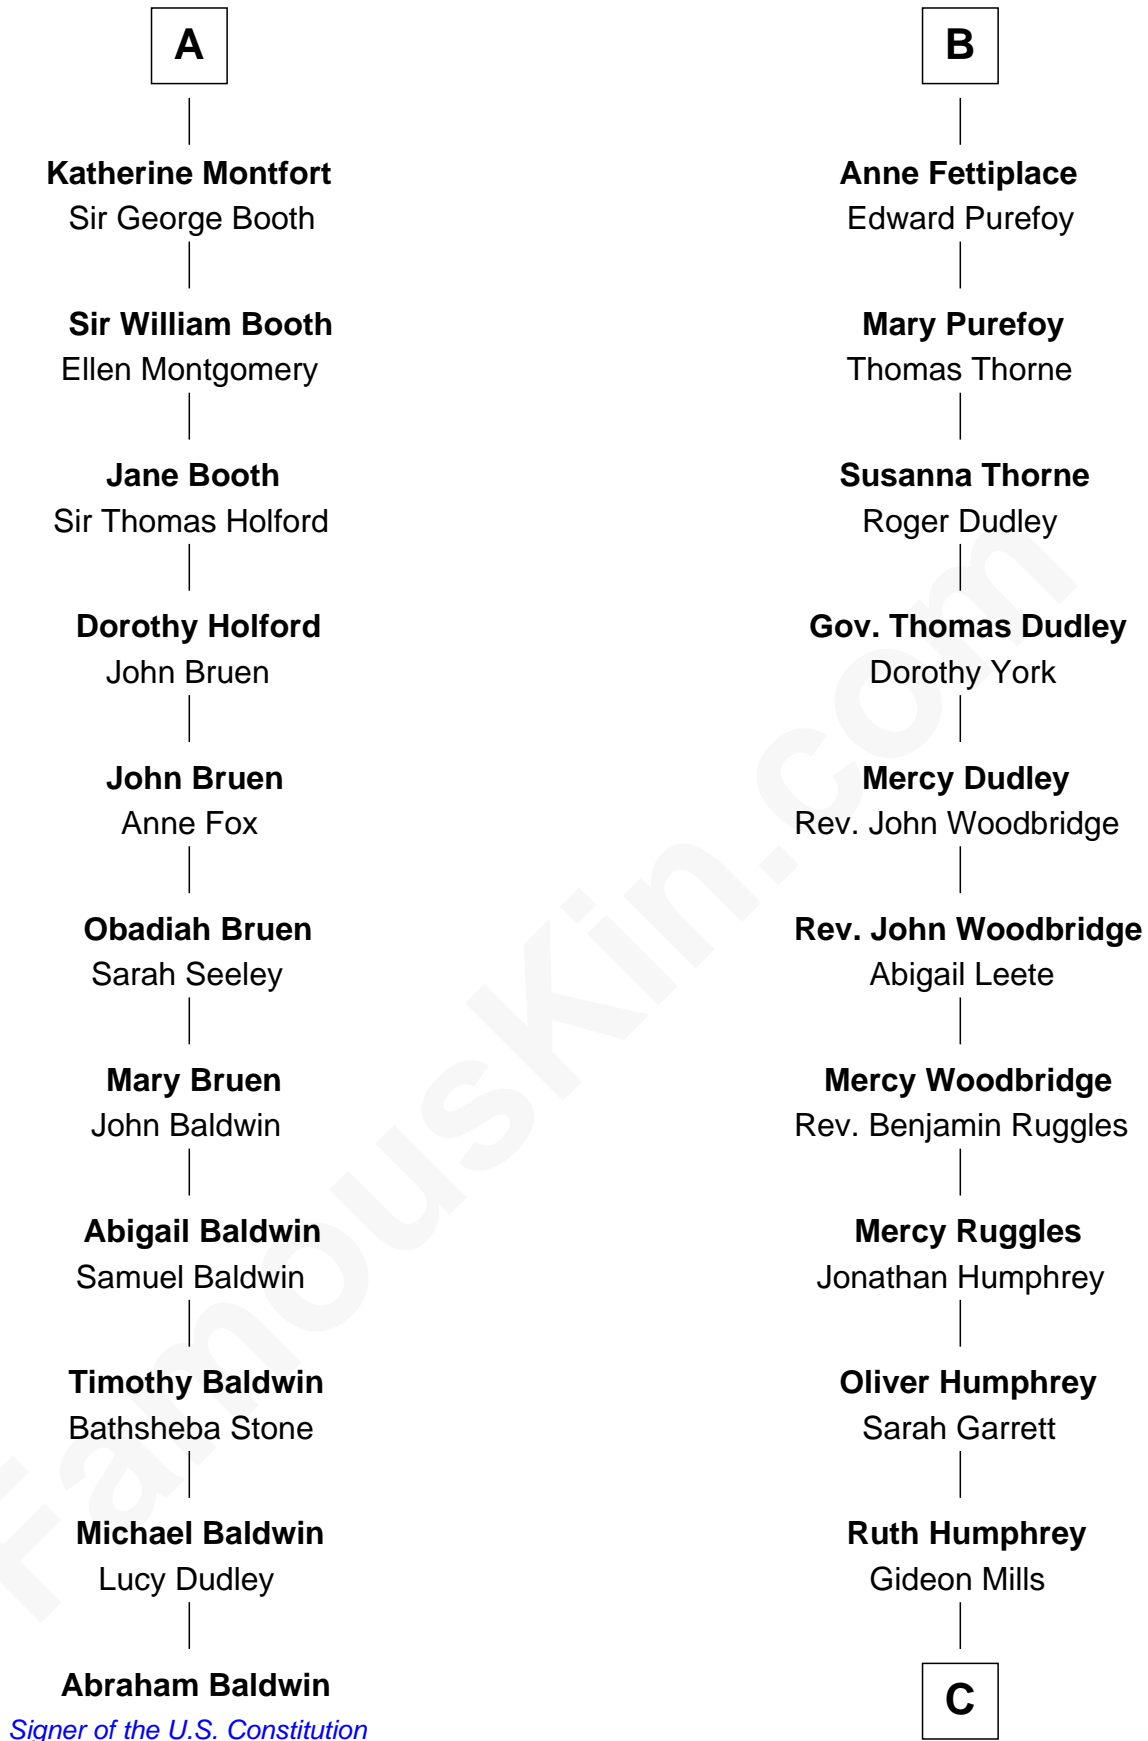 A
Katherine Montfort
Sir George Booth
Sir William Booth
Ellen Montgomery
Jane Booth
Sir Thomas Holford
Dorothy Holford
John Bruen
John Bruen
Anne Fox
Obadiah Bruen
Sarah Seeley
Mary Bruen
John Baldwin
Abigail Baldwin
Samuel Baldwin
Timothy Baldwin
Bathsheba Stone
Michael Baldwin
Lucy Dudley
Abraham Baldwin
Signer of the U.S. Constitution
B
Anne Fettiplace
Edward Purefoy
Mary Purefoy
Thomas Thorne
Susanna Thorne
Roger Dudley
Gov. Thomas Dudley
Dorothy York
Mercy Dudley
Rev. John Woodbridge
Rev. John Woodbridge
Abigail Leete
Mercy Woodbridge
Rev. Benjamin Ruggles
Mercy Ruggles
Jonathan Humphrey
Oliver Humphrey
Sarah Garrett
Ruth Humphrey
Gideon Mills
C
FamousKin.com